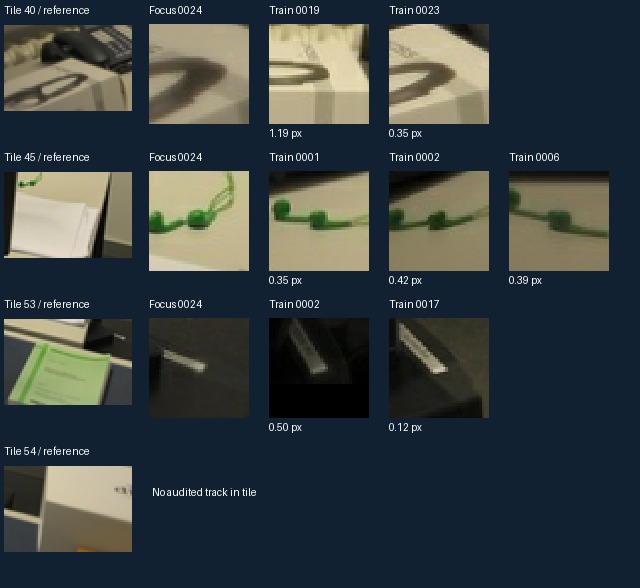 Tile 40 / reference
Focus 0024
Train 0019
Train 0023
1.19 px
0.35 px
Tile 45 / reference
Focus 0024
Train 0001
Train 0002
Train 0006
0.35 px
0.42 px
0.39 px
Tile 53 / reference
Focus 0024
Train 0002
Train 0017
0.50 px
0.12 px
Tile 54 / reference
No audited track in tile